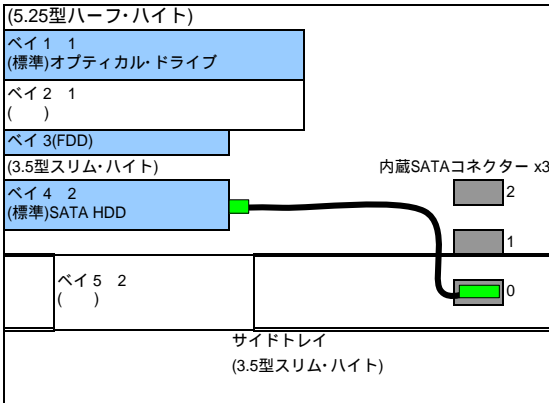 (5.25型ハーフ･ハイト)
ベイ 1   1
(標準)オプティカル･ドライブ
ベイ 2   1
(     )
ベイ 3(FDD)
(3.5型スリム･ハイト)
内蔵SATAコネクター x3
ベイ 4   2
(標準)SATA HDD
2
1
ベイ 5   2
(     )
0
サイドトレイ
(3.5型スリム･ハイト)